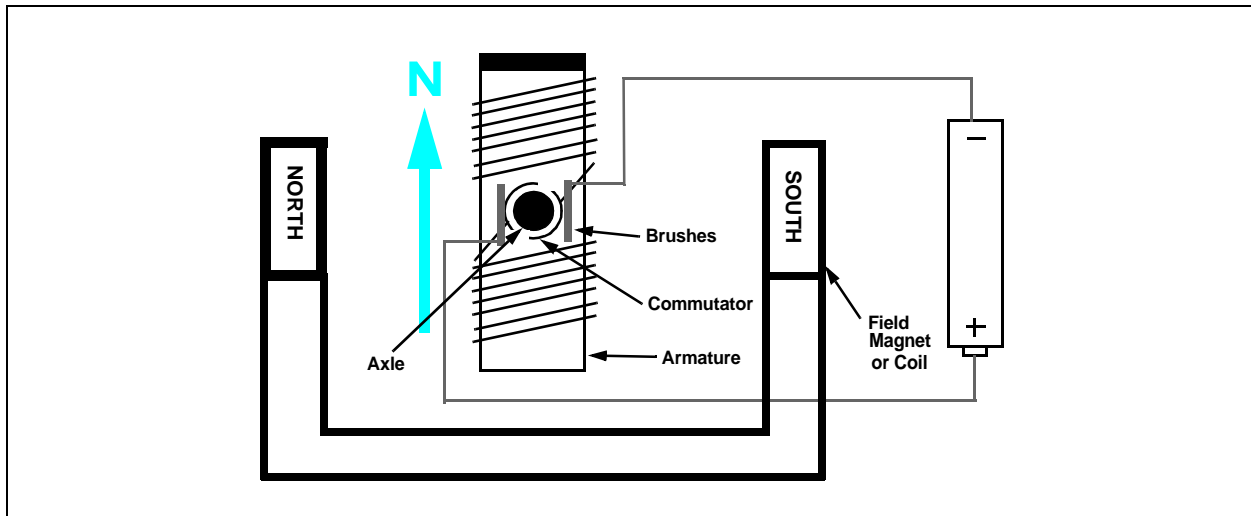 N
NORTH
SOUTH
−
Brushes
Commutator
+
Field
Magnet
or Coil
Axle
Armature